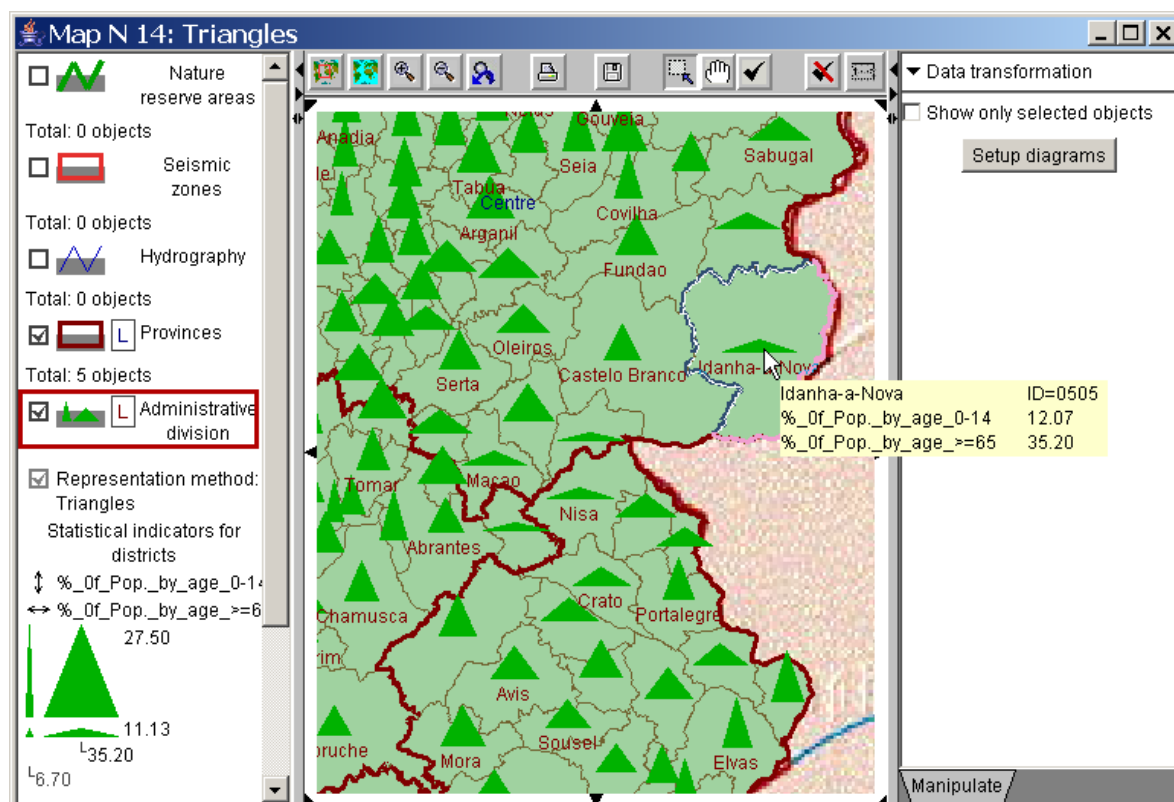 Map N 14: Triangles
Nature
reserve areas
Total: 0 objects
Seismic
zones
Total: 0 objects
Hydrography
Total: 0 objects
L Provinces
Total: 5 objects
L Administrative
division
Representation method:
Triangles
Statistical indicators for
districts
%_0f_Pop._by_age_0-14
%_0f_Pop._by_age_>=6
27.50
11.13
35.20
6.70
Anadia
Gouveia
Seia
Sabugal
Tabua
Centre
Covilha
Arganil
Fundao
Oleiros
Castelo Branco
Idanha-a-Nova
Serta
Idanha-a-Nova ID=0505
%_0f_Pop._by_age_0-14 12.07
%_0f_Pop._by_age_>=65 35.20
Tomar
Macao
Nisa
Abrantes
Chamusca
Crato
Portalegre
rim
Avis
oruche
Mora
Sousel
Elvas
Data transformation
Show only selected objects
Setup diagrams
Manipulate